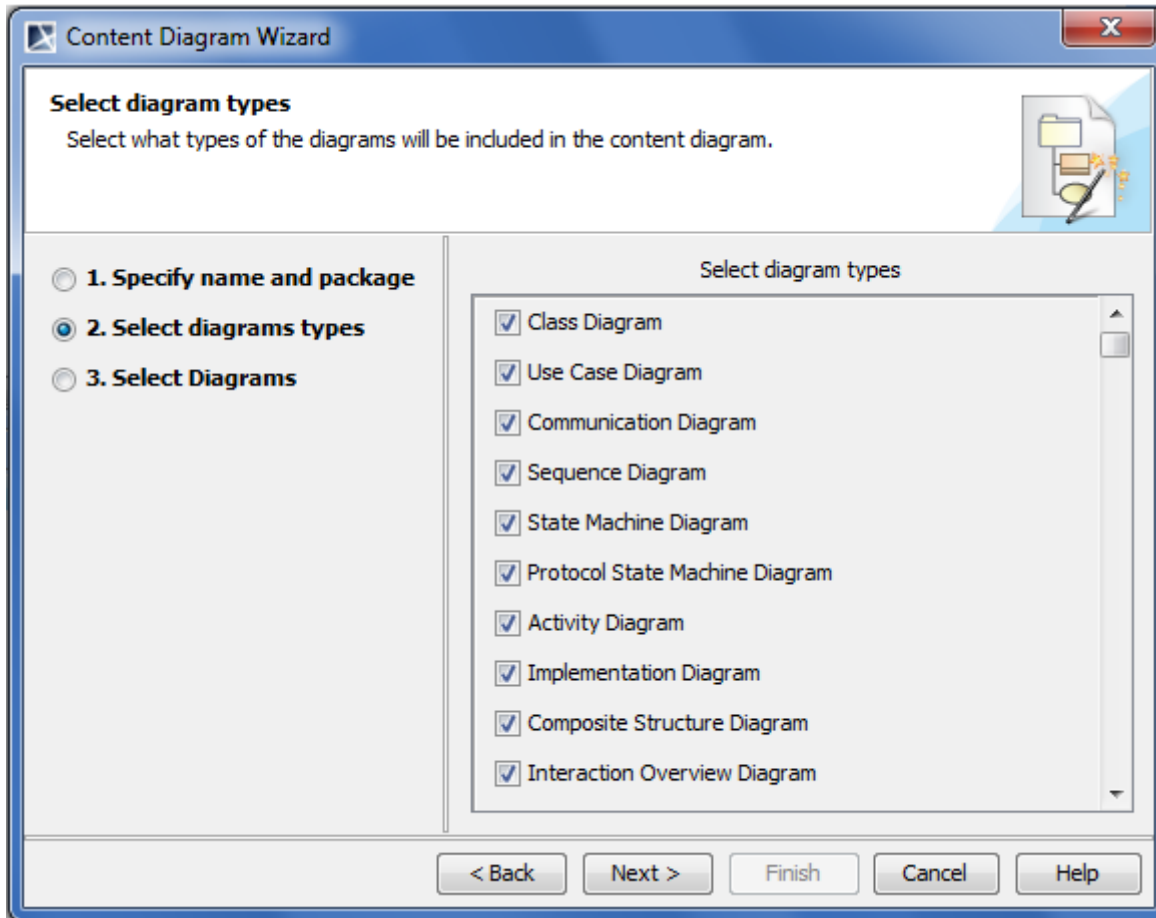 Content Diagram Wizard
Select diagram types
Select what types of the diagrams will be included in the content diagram.
1. Specify name and package
2. Select diagrams types
3. Select Diagrams
Select diagram types
Class Diagram
Use Case Diagram
Communication Diagram
Sequence Diagram
State Machine Diagram
Protocol State Machine Diagram
Activity Diagram
Implementation Diagram
Composite Structure Diagram
Interaction Overview Diagram
< Back
Next >
Finish
Cancel
Help